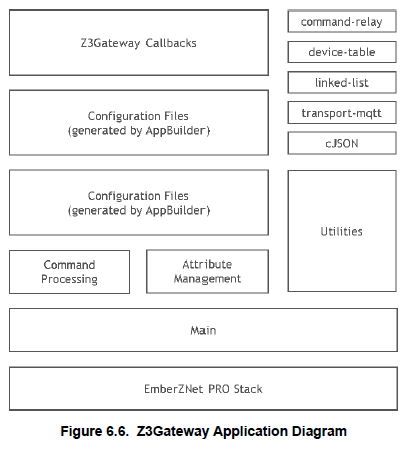 Z3Gateway Callbacks
command-relay
device-table
linked-list
transport-mqtt
cJSON
Configuration Files
(generated by AppBuilder)
Configuration Files
(generated by AppBuilder)
Utilities
Command
Processing
Attribute
Management
Main
EmberZNet PRO Stack
Figure 6.6. Z3Gateway Application Diagram